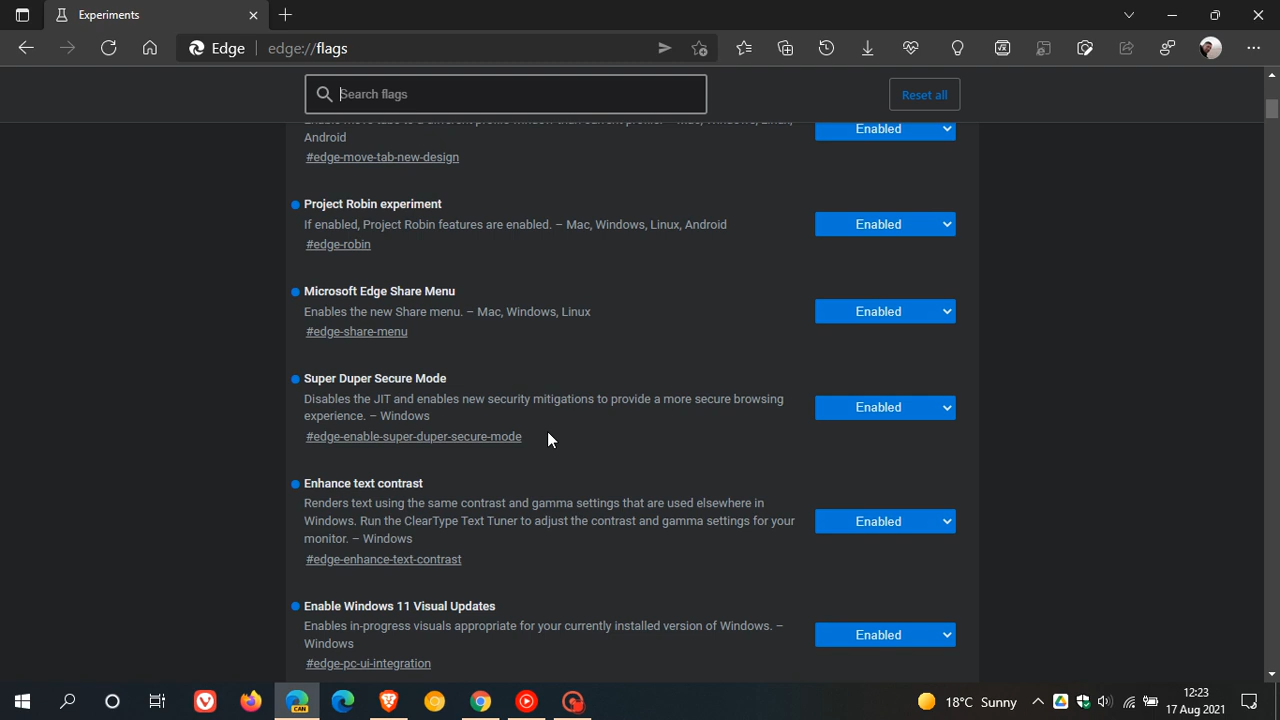 Experiments
Edge
edge://flags
Search flags
Reset all
Android
Enabled
#edge-move-tab-new-design
Project Robin experiment
If enabled, Project Robin features are enabled. – Mac, Windows, Linux, Android
Enabled
#edge-robin
Microsoft Edge Share Menu
Enables the new Share menu. – Mac, Windows, Linux
Enabled
#edge-share-menu
Super Duper Secure Mode
Disables the JIT and enables new security mitigations to provide a more secure browsing
experience. – Windows
Enabled
#edge-enable-super-duper-secure-mode
Enhance text contrast
Renders text using the same contrast and gamma settings that are used elsewhere in
Windows. Run the ClearType Text Tuner to adjust the contrast and gamma settings for your
monitor. – Windows
Enabled
#edge-enhance-text-contrast
Enable Windows 11 Visual Updates
Enables in-progress visuals appropriate for your currently installed version of Windows. –
Windows
Enabled
#edge-pc-ui-integration
CAN
18°C Sunny
12:23
17 Aug 2021